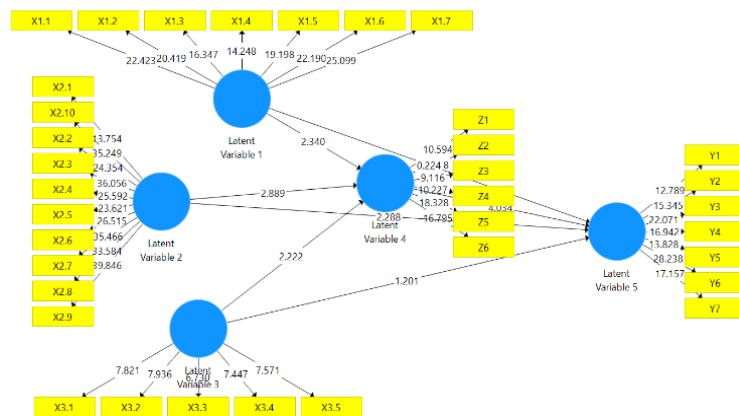 X1.1 X1.2 X1.3 X1.4 X1.5 X1.6 X1.7
22.423 20.419 16.347 14.248 19.198 22.190 25.099
Latent
Variable 1
X2.1
X2.10
X2.2
X2.3
X2.4
X2.5
X2.6
X2.7
X2.8
X2.9
35.249
24.354
36.056
25.592
23.621
26.515
35.466
33.584
Latent
Variable 2
2.340
2.889
2.222
2.288
Latent
Variable 4
Z1
Z2
Z3
Z4
Z5
Z6
10.594
9.116
10.227
18.328
16.795
4.034
1.201
Latent
Variable 5
Y1
Y2
Y3
Y4
Y5
Y6
Y7
12.789
15.345
22.071
16.942
13.828
28.238
17.157
Latent
Variable 3
7.821 7.936 6.730 7.447 7.571
X3.1 X3.2 X3.3 X3.4 X3.5